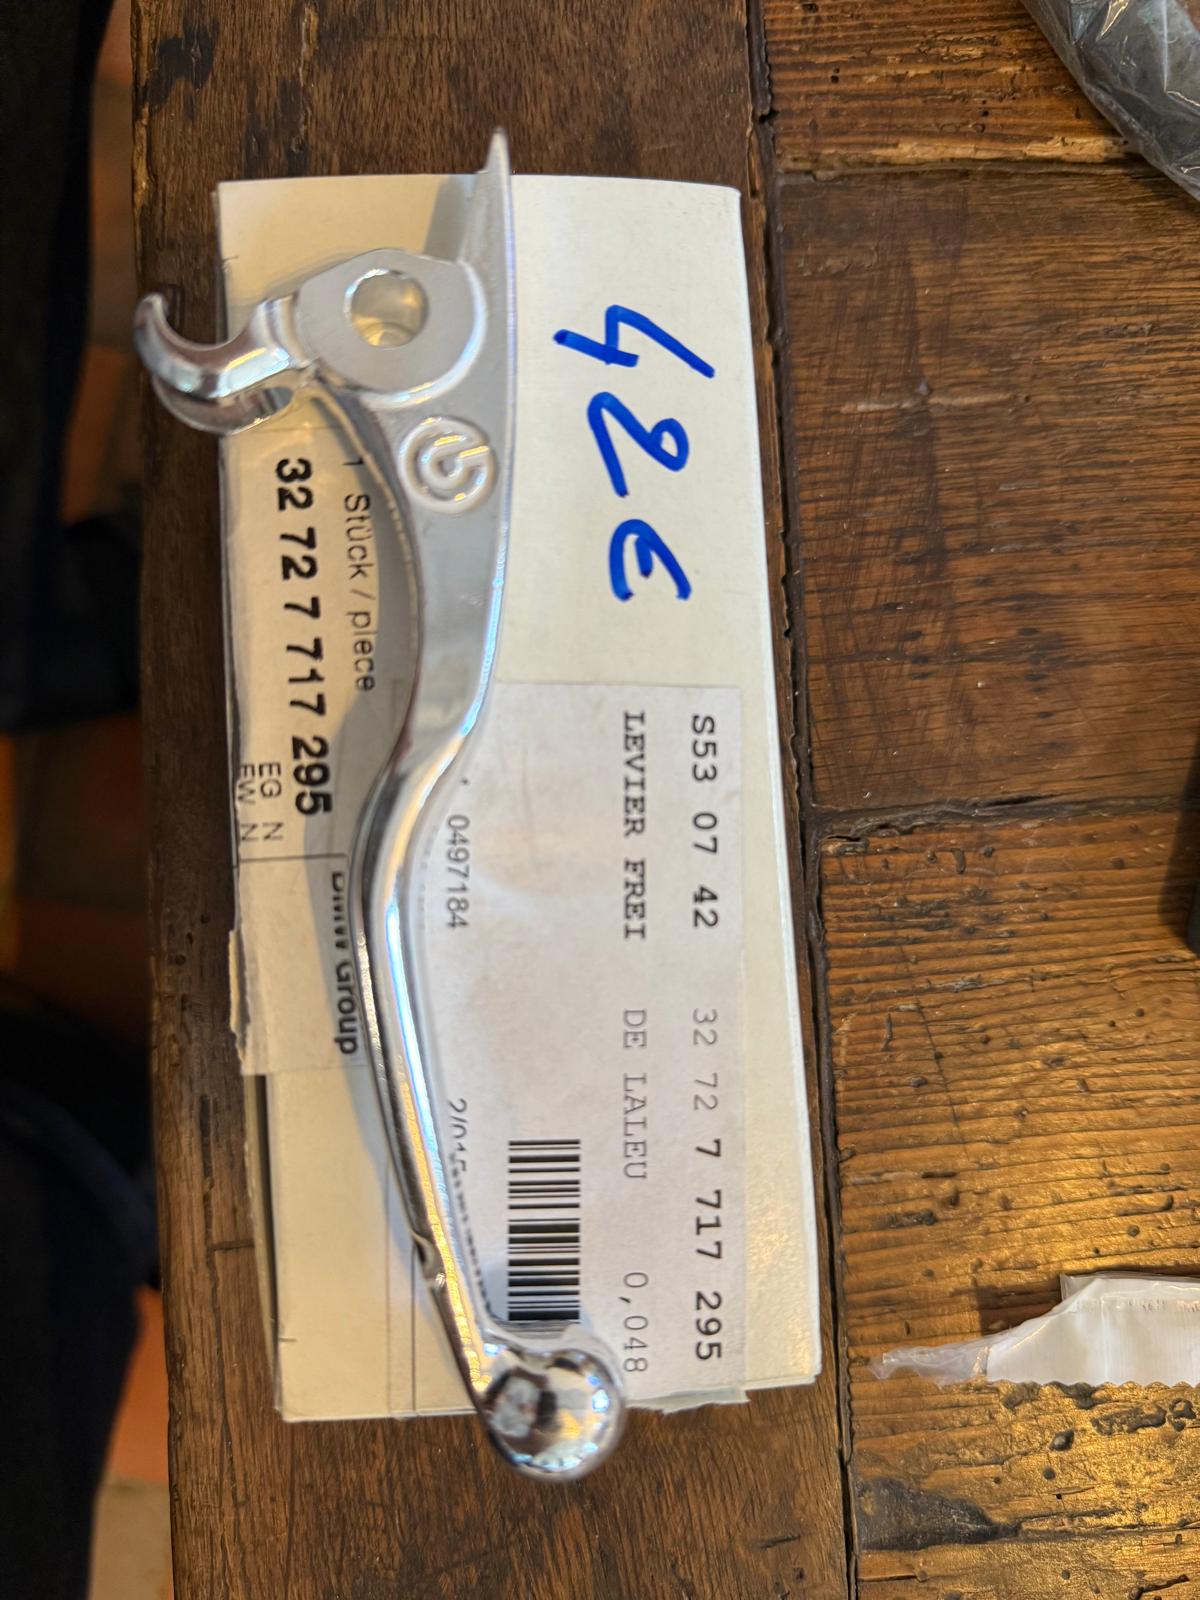 42€
S53 07 42 32 72 7 717 295
LEVIER FREI DE LALEU 0,048
0497184
1 Stück / piece
32 72 7 717 295
EG N
EW N
BMW Group